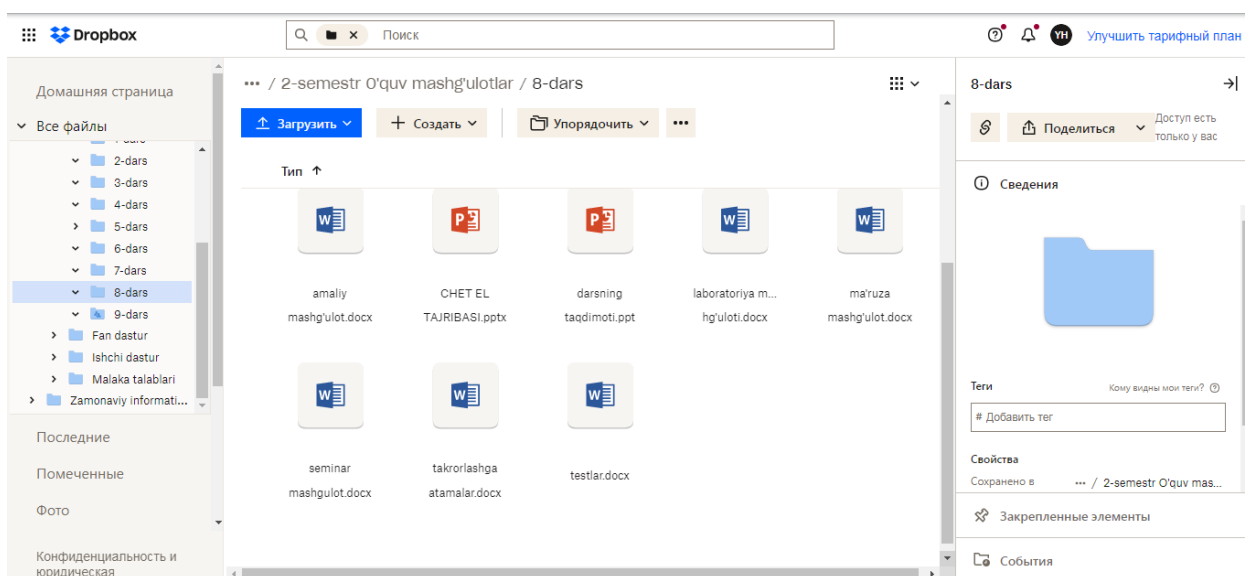 Dropbox
Поиск
YH
Улучшить тарифный план
Домашняя страница
Все файлы
2-dars
3-dars
4-dars
5-dars
6-dars
7-dars
8-dars
9-dars
Fan dastur
Ishchi dastur
Malaka talablari
Zamonaviy informati...
Последние
Помеченные
Фото
Конфиденциальность и
юридическая
••• / 2-semestr O'quv mashg'ulotlar / 8-dars
Загрузить
Создать
Упорядочить
•••
Тип ↑
amaliy
mashg'ulot.docx
CHET EL
TAJRIBASI.pptx
darsning
taqdimoti.ppt
laboratoriya m...
hg'uloti.docx
ma'ruza
mashg'ulot.docx
seminar
mashgulot.docx
takrorlashga
atamalar.docx
testlar.docx
8-dars
Поделиться
Доступ есть
только у вас
Сведения
Теги
Кому видны мои теги?
# Добавить тег
Свойства
Сохранено в
••• / 2-semestr O'quv mas...
Закрепленные элементы
События